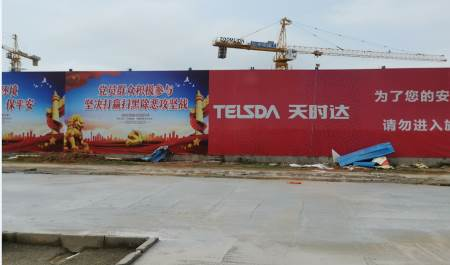 ZOOMLION
环境
保平安
党员群众积极参与
坚决打赢扫黑除恶攻坚战
TELSDA 天时达
为了您的安
请勿进入施